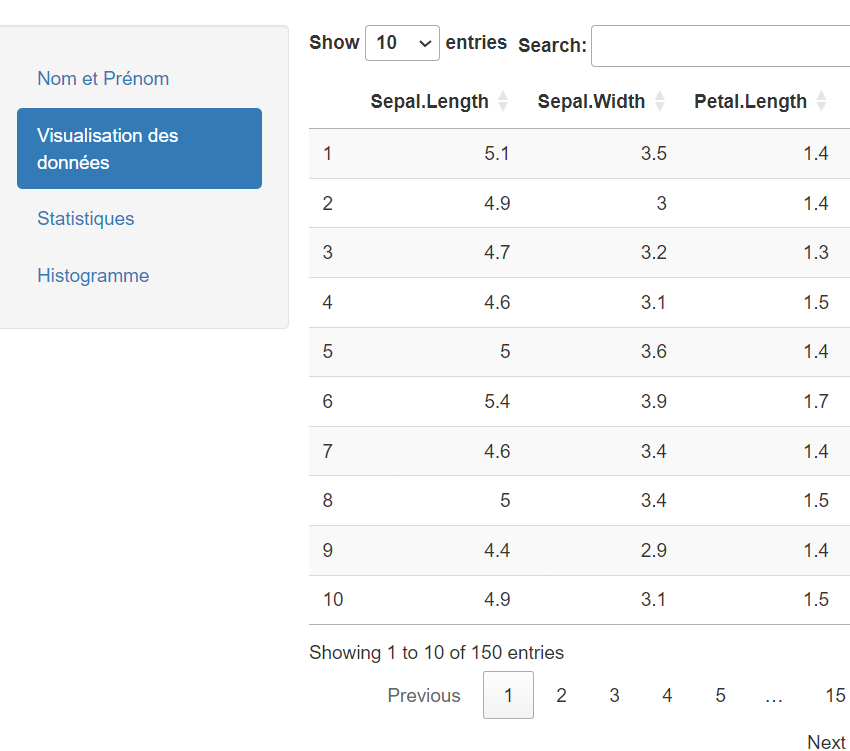 Nom et Prénom
Visualisation des
données
Statistiques
Histogramme
Show 10 entries Search:
Sepal.Length Sepal.Width Petal.Length
1 5.1 3.5 1.4
2 4.9 3 1.4
3 4.7 3.2 1.3
4 4.6 3.1 1.5
5 5 3.6 1.4
6 5.4 3.9 1.7
7 4.6 3.4 1.4
8 5 3.4 1.5
9 4.4 2.9 1.4
10 4.9 3.1 1.5
Showing 1 to 10 of 150 entries
Previous 1 2 3 4 5 … 15
Next